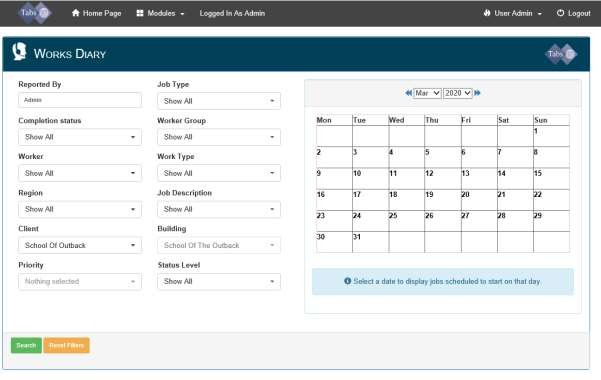 Tabs
Home Page
Modules
Logged In As Admin
User Admin
Logout
Works Diary
Tabs
Reported By
Admin
Job Type
Show All
Completion status
Show All
Worker Group
Show All
Worker
Show All
Work Type
Show All
Region
Show All
Job Description
Show All
Client
School Of Outback
Building
School Of The Outback
Priority
Nothing selected
Status Level
Show All
Mar 2020
Mon Tue Wed Thu Fri Sat Sun
1
2 3 4 5 6 7 8
9 10 11 12 13 14 15
16 17 18 19 20 21 22
23 24 25 26 27 28 29
30 31
Select a date to display jobs scheduled to start on that day
Search
Reset Filters